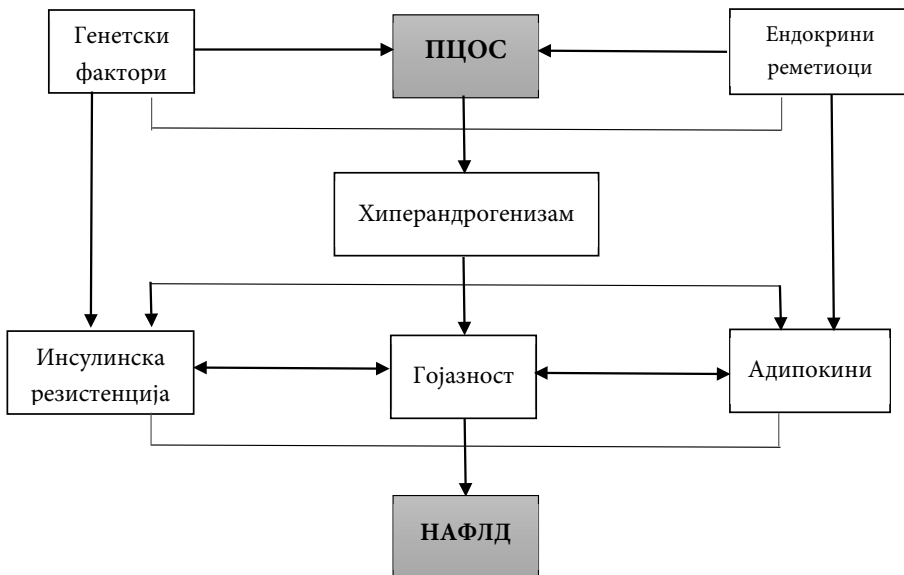 Генетски
фактори
ПЦОС
Ендокрини
реметиоци
Хиперандрогенизам
Инсулинска
резистенција
Гојазност
Адипокини
НАФЛД